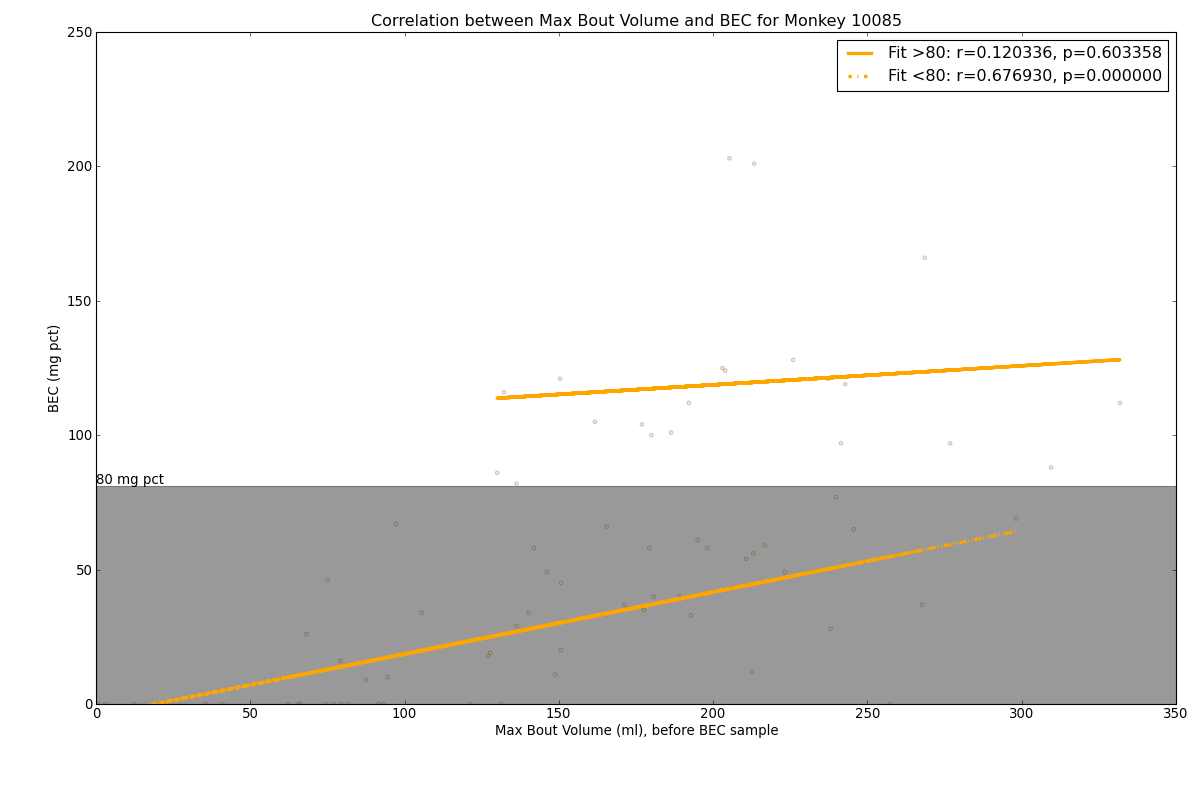 Correlation between Max Bout Volume and BEC for Monkey 10085
Fit >80: r=0.120336, p=0.603358
Fit <80: r=0.676930, p=0.000000
250
200
150
100
50
0
BEC (mg pct)
80 mg pct
0 50 100 150 200 250 300 350
Max Bout Volume (ml), before BEC sample